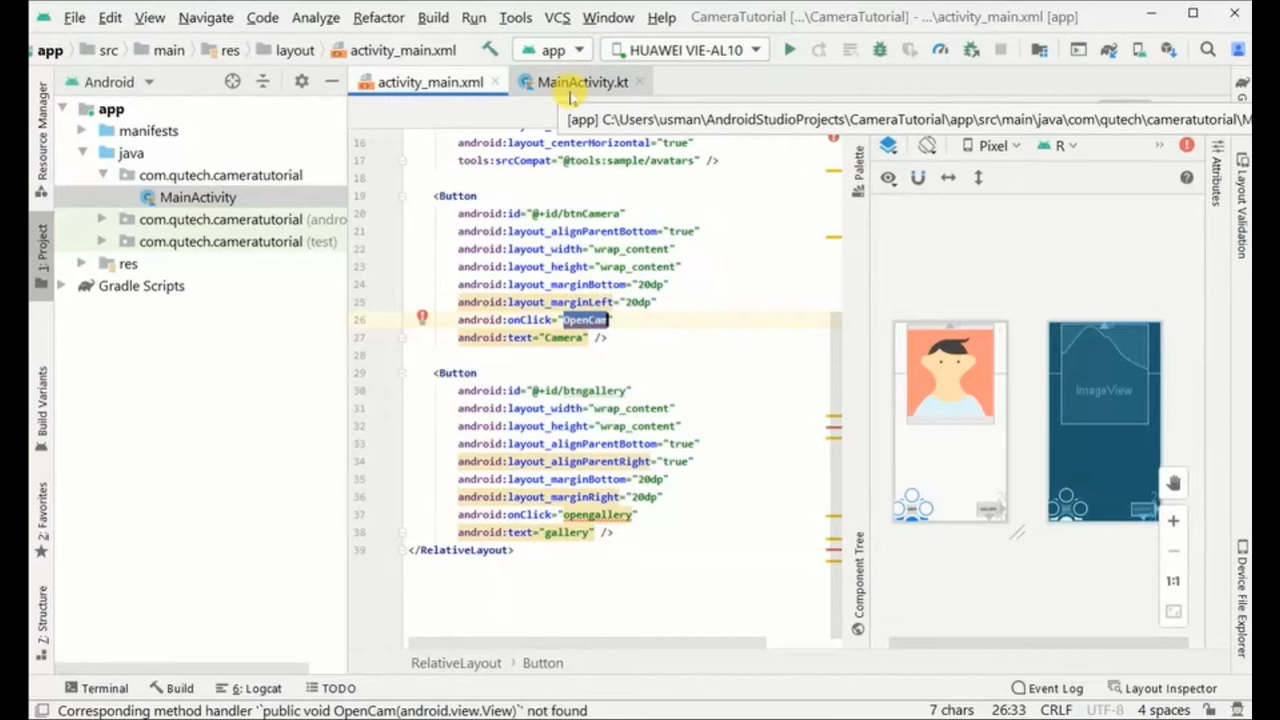 File Edit View Navigate Code Analyze Refactor Build Run Tools VCS Window Help CameraTutorial [...\CameraTutorial] - ...\activity_main.xml [app]
app src main res layout activity_main.xml app HUAWEI VIE-AL10
Android
activity_main.xml MainActivity.kt
[app] C:\Users\usman\AndroidStudioProjects\CameraTutorial\app\src\main\java\com\qutech\cameratutorial\M
Resource Manager
1: Project
Build Variants
2: Favorites
7: Structure
app
manifests
java
com.qutech.cameratutorial
MainActivity
com.qutech.cameratutorial (andro
com.qutech.cameratutorial (test)
res
Gradle Scripts
16 android:layout_centerHorizontal="true"
17 tools:srcCompat="@tools:sample/avatars" />
18
19 <Button
20 android:id="@+id/btnCamera"
21 android:layout_alignParentBottom="true"
22 android:layout_width="wrap_content"
23 android:layout_height="wrap_content"
24 android:layout_marginBottom="20dp"
25 android:layout_marginLeft="20dp"
26 android:onClick="OpenCam"
27 android:text="Camera" />
28
29 <Button
30 android:id="@+id/btngallery"
31 android:layout_width="wrap_content"
32 android:layout_height="wrap_content"
33 android:layout_alignParentBottom="true"
34 android:layout_alignParentRight="true"
35 android:layout_marginBottom="20dp"
36 android:layout_marginRight="20dp"
37 android:onClick="opengallery"
38 android:text="gallery" />
39 </RelativeLayout>
RelativeLayout › Button
Palette
Component Tree
Pixel R
ImageView
1:1
Attributes
Layout Validation
Device File Explorer
Terminal Build 6: Logcat TODO Event Log Layout Inspector
Corresponding method handler `public void OpenCam(android.view.View)` not found 7 chars 26:33 CRLF UTF-8 4 spaces